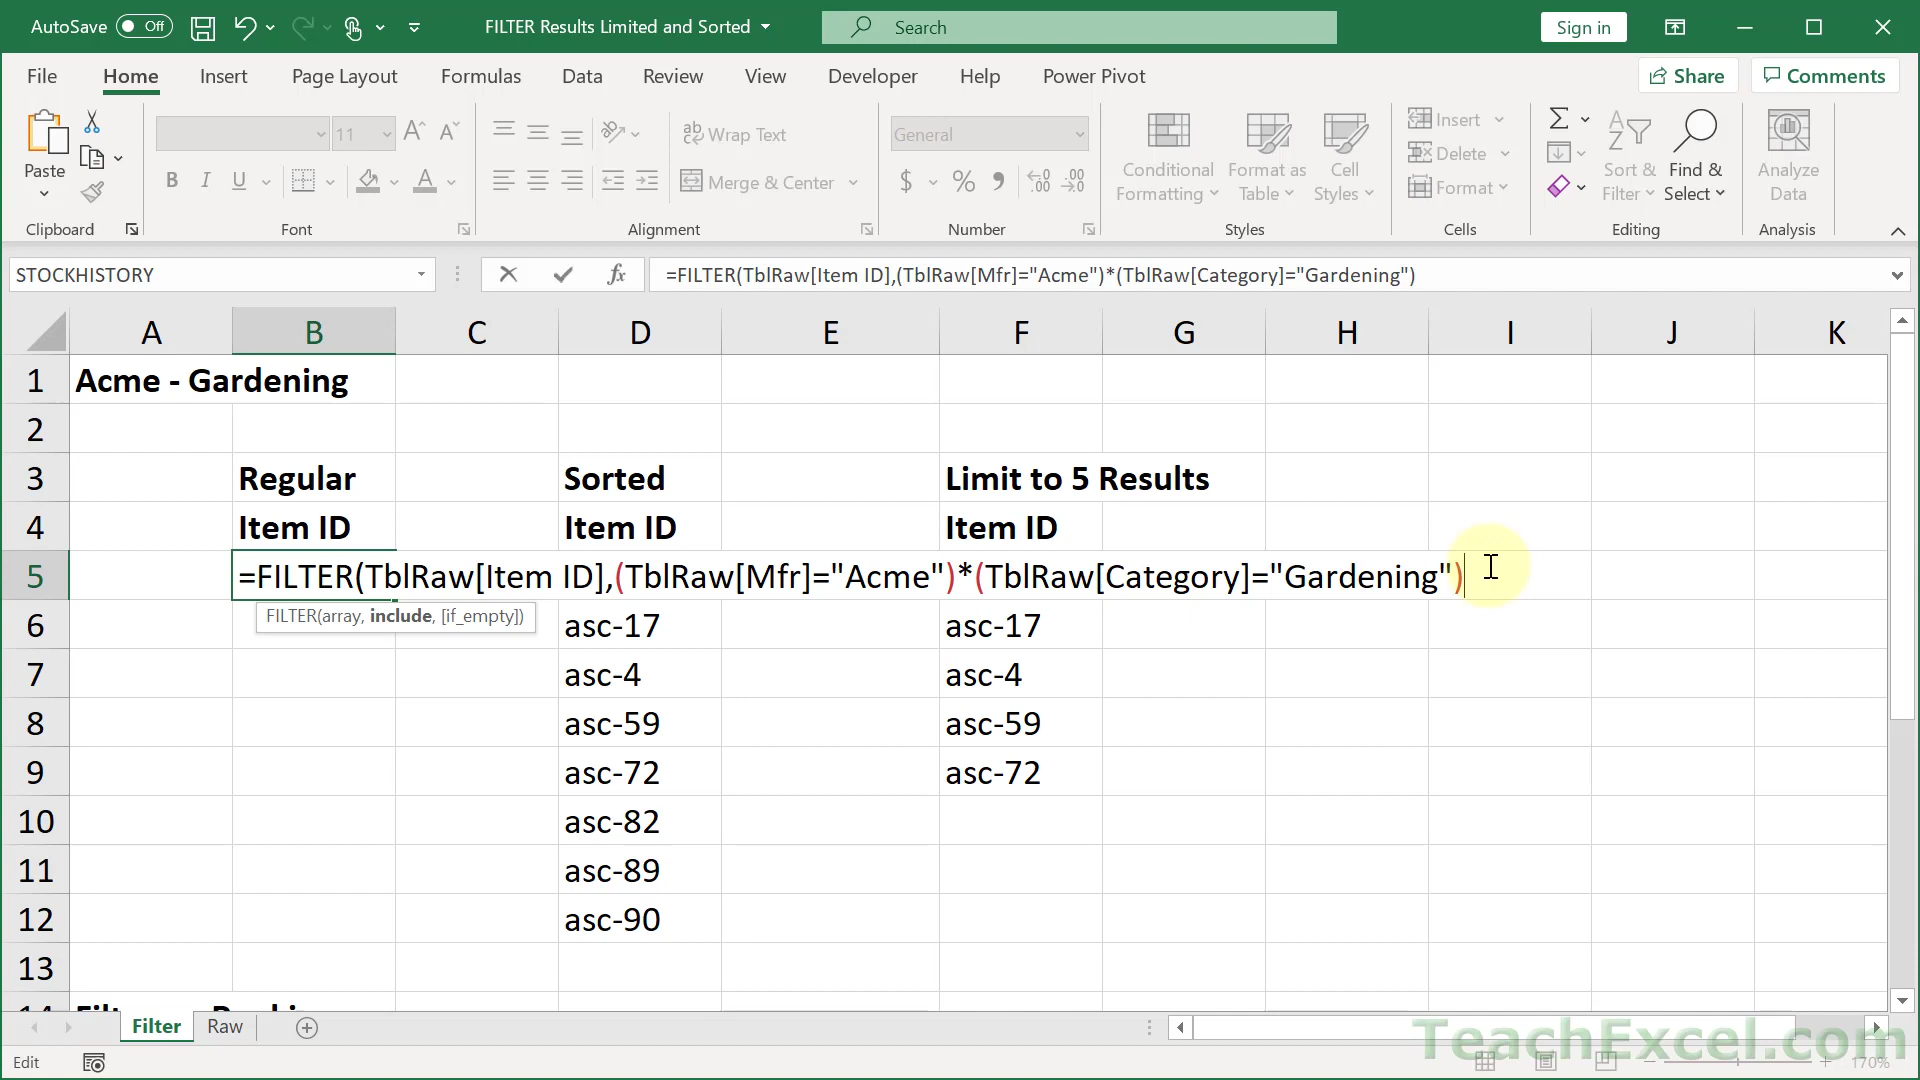 AutoSave Off FILTER Results Limited and Sorted Search Sign in
File Home Insert Page Layout Formulas Data Review View Developer Help Power Pivot Share Comments
Paste
Clipboard
11
B I U A
Font
Wrap Text
Merge & Center
Alignment
General
$ % 9 .00
Number
Conditional Formatting
Format as Table
Cell Styles
Styles
Insert
Delete
Format
Cells
Sort & Filter
Find & Select
Editing
Analyze Data
Analysis
STOCKHISTORY fx =FILTER(TblRaw[Item ID],(TblRaw[Mfr]="Acme")*(TblRaw[Category]="Gardening")
A B C D E F G H I J K
1 Acme - Gardening
2
3 Regular Sorted Limit to 5 Results
4 Item ID Item ID Item ID
5 =FILTER(TblRaw[Item ID],(TblRaw[Mfr]="Acme")*(TblRaw[Category]="Gardening")
FILTER(array, include, [if_empty])
6 asc-17 asc-17
7 asc-4 asc-4
8 asc-59 asc-59
9 asc-72 asc-72
10 asc-82
11 asc-89
12 asc-90
13
Filter Raw
TeachExcel.com
Edit 170%